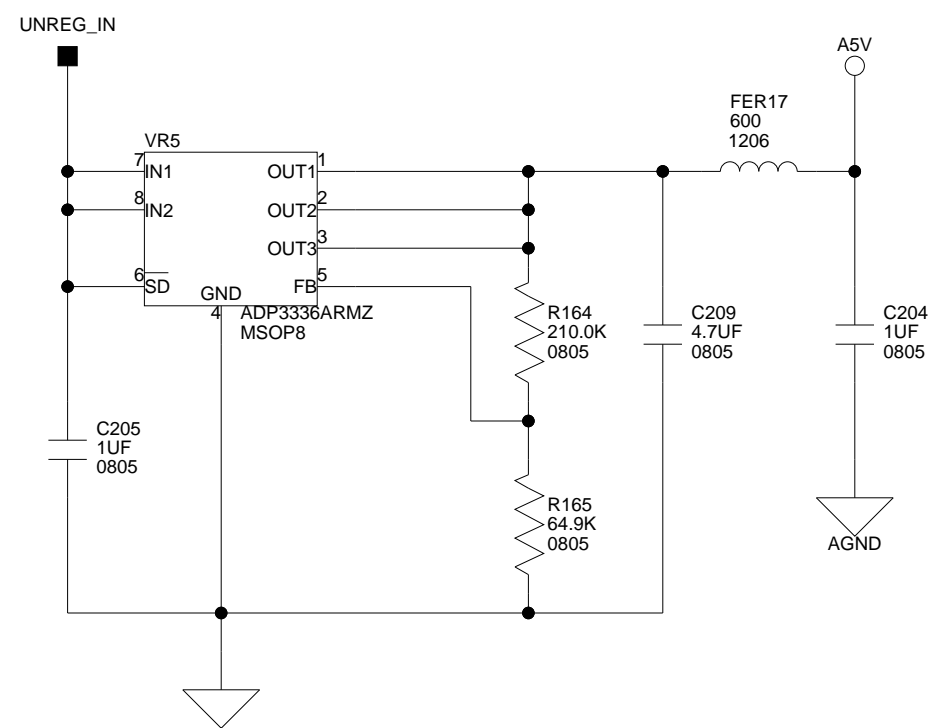 UNREG_IN
A5V
FER17
600
1206
VR5
7
IN1
OUT1
1
8
IN2
OUT2
2
OUT3
3
6
SD
GND
FB
5
4
ADP3336ARMZ
MSOP8
R164
210.0K
0805
C209
4.7UF
0805
C204
1UF
0805
C205
1UF
0805
R165
64.9K
0805
AGND